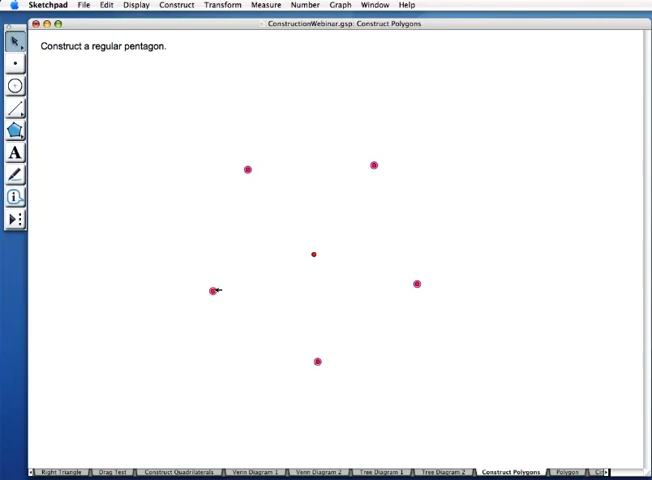 Sketchpad File Edit Display Construct Transform Measure Number Graph Window Help
ConstructionWebinar.gsp: Construct Polygons
Construct a regular pentagon.
A
Right Triangle Drag Test Construct Quadrilaterals Venn Diagram 1 Venn Diagram 2 Tree Diagram 1 Tree Diagram 2 Construct Polygons Polygon